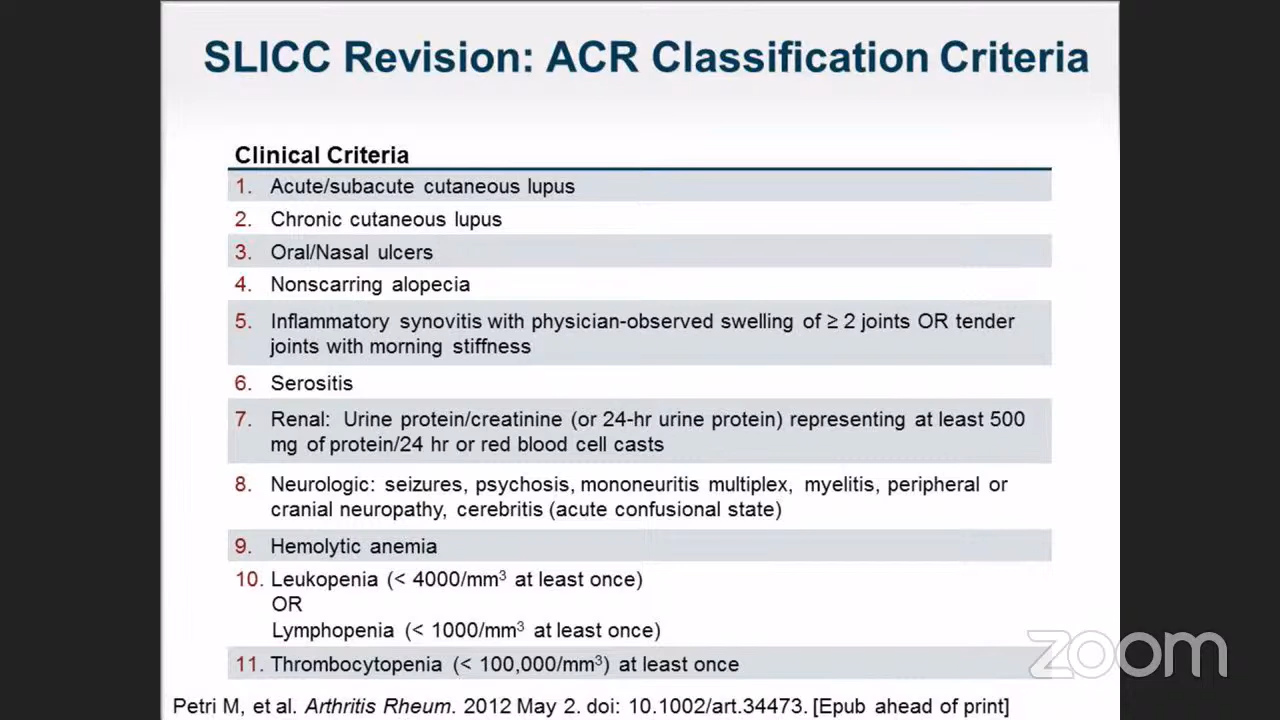 SLICC Revision: ACR Classification Criteria
Clinical Criteria
1. Acute/subacute cutaneous lupus
2. Chronic cutaneous lupus
3. Oral/Nasal ulcers
4. Nonscarring alopecia
5. Inflammatory synovitis with physician-observed swelling of ≥ 2 joints OR tender
joints with morning stiffness
6. Serositis
7. Renal: Urine protein/creatinine (or 24-hr urine protein) representing at least 500
mg of protein/24 hr or red blood cell casts
8. Neurologic: seizures, psychosis, mononeuritis multiplex, myelitis, peripheral or
cranial neuropathy, cerebritis (acute confusional state)
9. Hemolytic anemia
10. Leukopenia (< 4000/mm³ at least once)
OR
Lymphopenia (< 1000/mm³ at least once)
11. Thrombocytopenia (< 100,000/mm³) at least once
zoom
Petri M, et al. Arthritis Rheum. 2012 May 2. doi: 10.1002/art.34473. [Epub ahead of print]